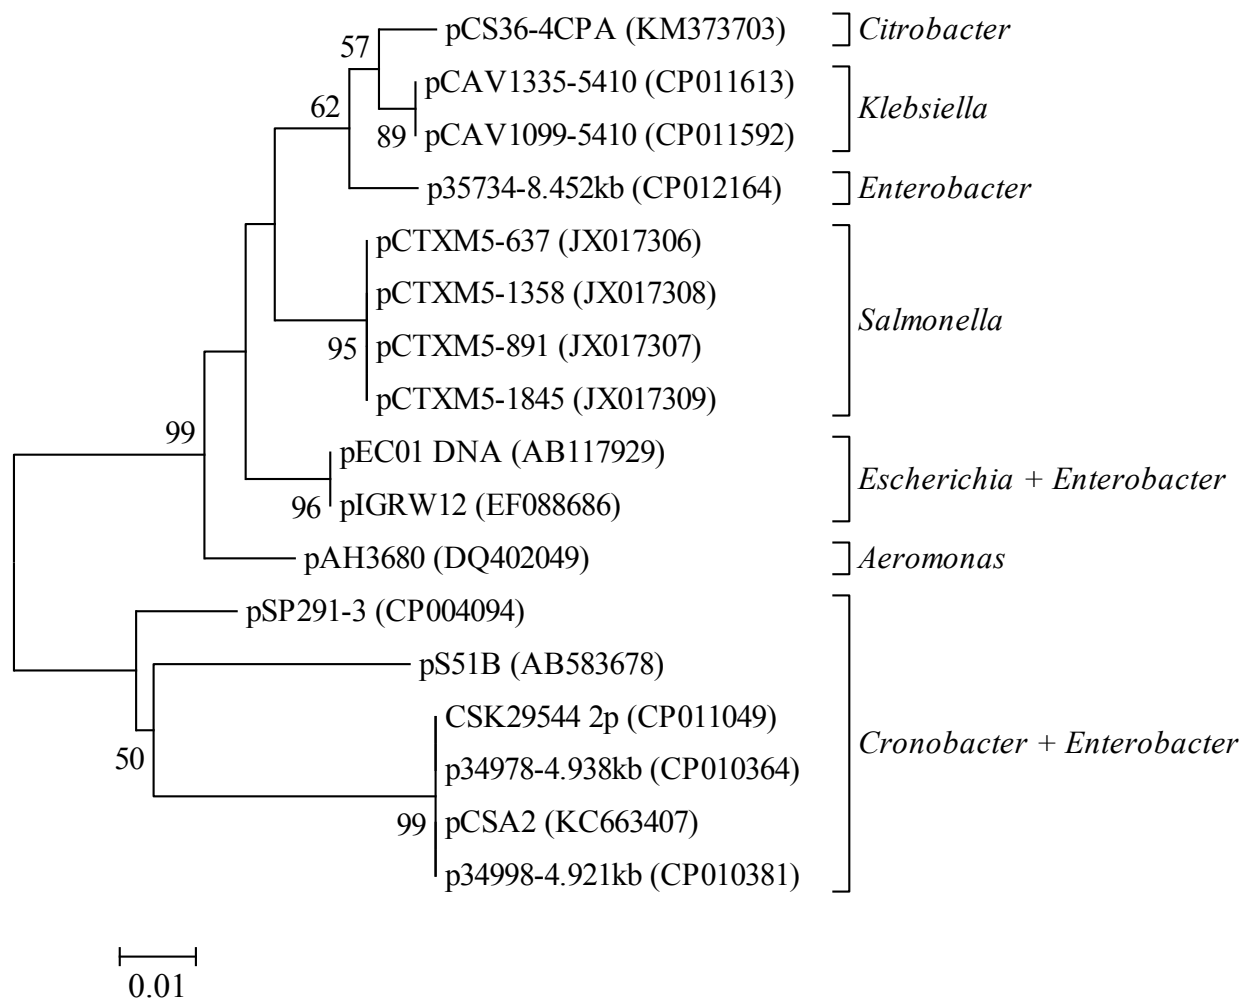 pCS36-4CPA (KM373703)
Citrobacter
57
pCAV1335-5410 (CP011613)
62
Klebsiella
89
pCAV1099-5410 (CP011592)
p35734-8.452kb (CP012164)
Enterobacter
pCTXM5-637 (JX017306)
pCTXM5-1358 (JX017308)
Salmonella
95
pCTXM5-891 (JX017307)
pCTXM5-1845 (JX017309)
99
pEC01 DNA (AB117929)
Escherichia + Enterobacter
96
pIGRW12 (EF088686)
pAH3680 (DQ402049)
Aeromonas
pSP291-3 (CP004094)
pS51B (AB583678)
CSK29544 2p (CP011049)
Cronobacter + Enterobacter
50
p34978-4.938kb (CP010364)
99
pCSA2 (KC663407)
p34998-4.921kb (CP010381)
0.01